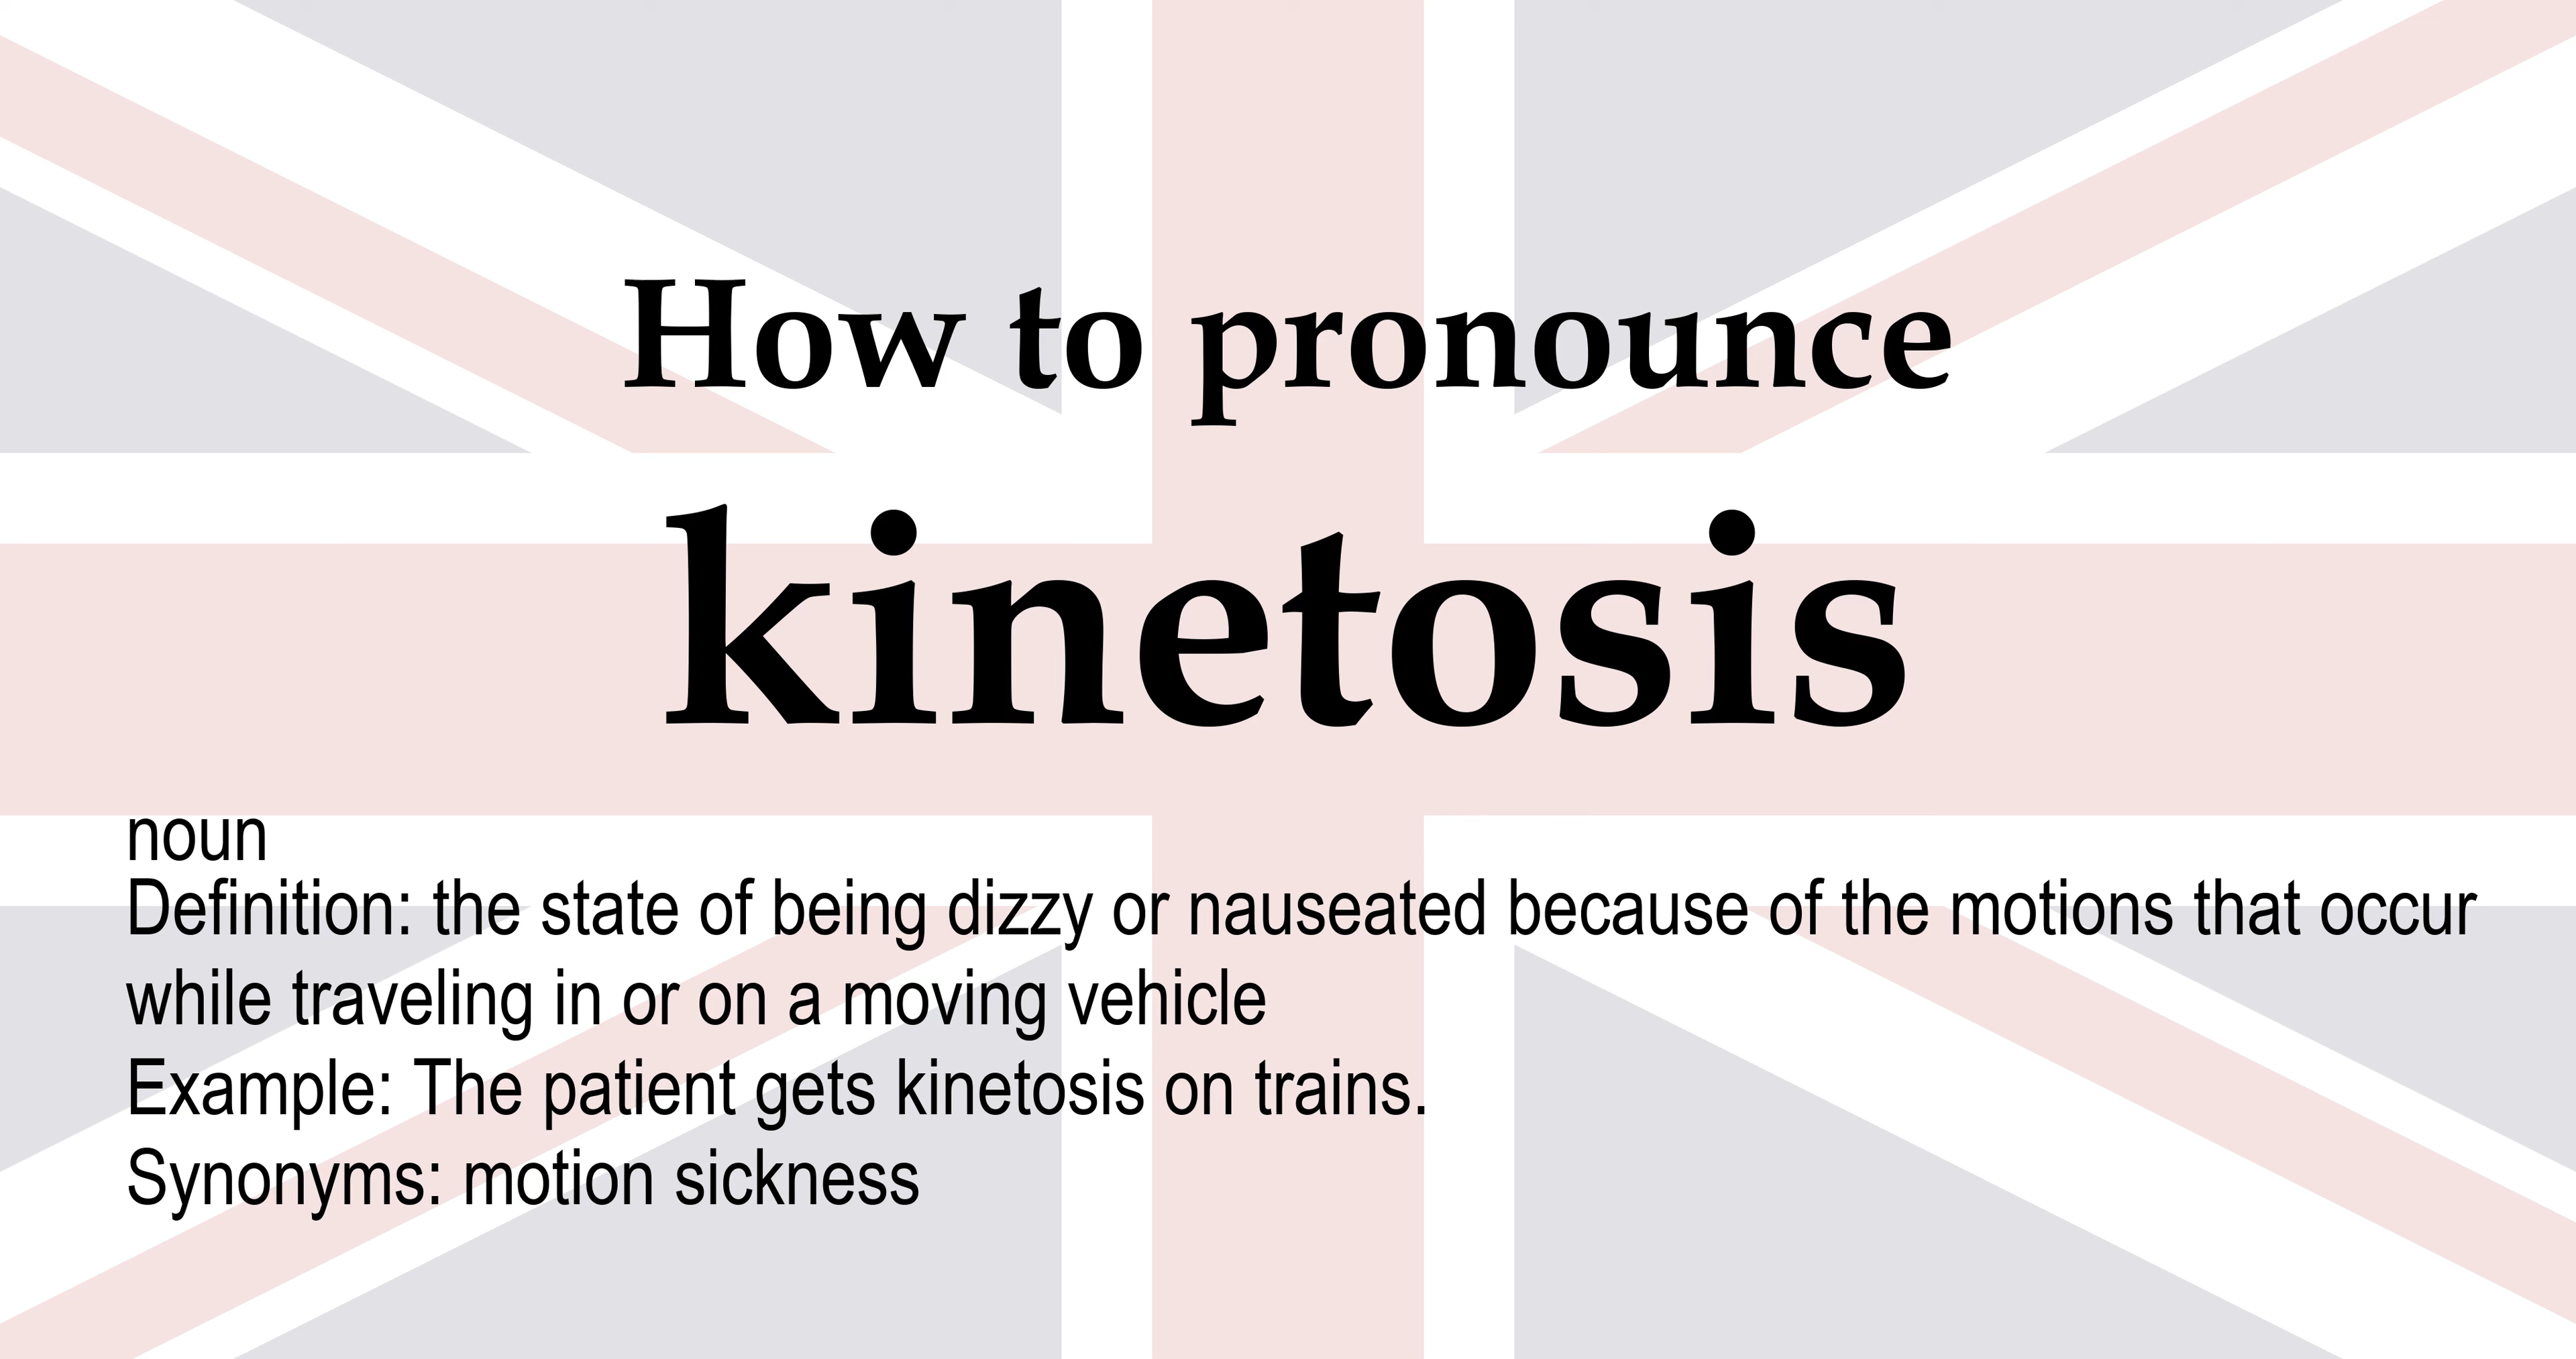 How to pronounce
kinetosis
noun
Definition: the state of being dizzy or nauseated because of the motions that occur
while traveling in or on a moving vehicle
Example: The patient gets kinetosis on trains.
Synonyms: motion sickness